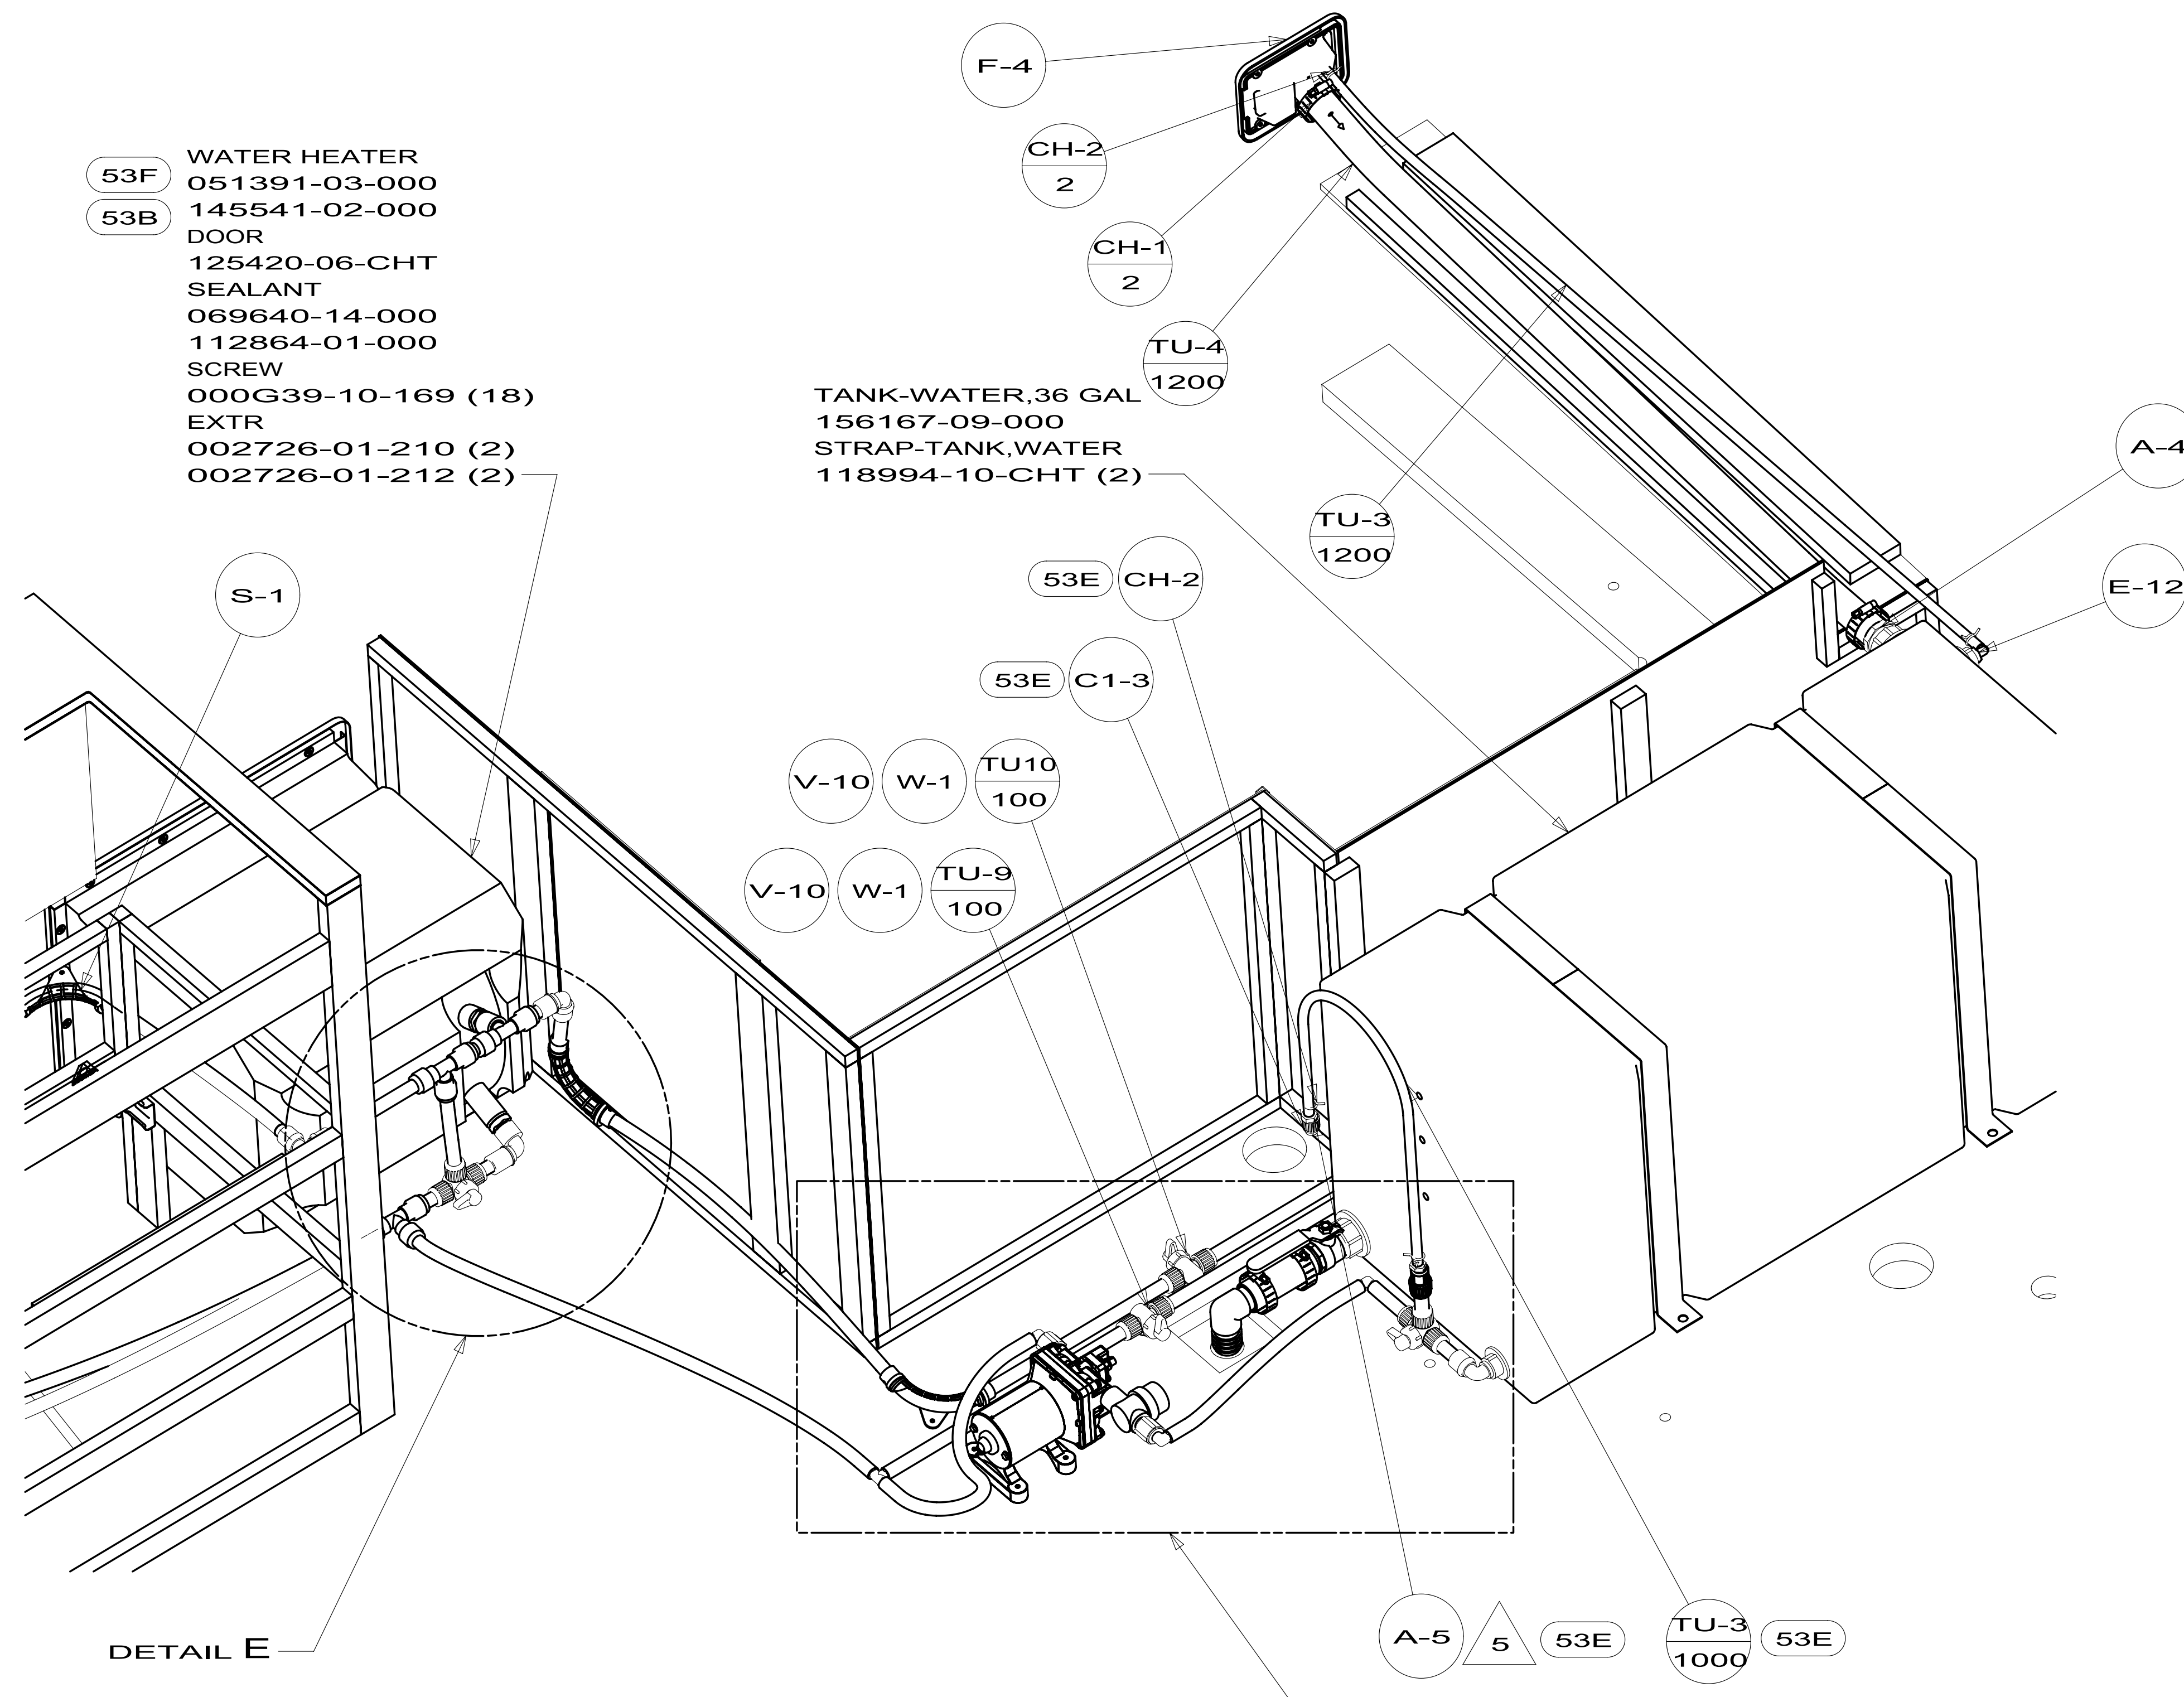 F-4
CH-2
2
CH-1
2
TU-4
1200
53F
53B
WATER HEATER
051391-03-000
145541-02-000
DOOR
125420-06-CHT
SEALANT
069640-14-000
112864-01-000
SCREW
000G39-10-169 (18)
EXTR
002726-01-210 (2)
002726-01-212 (2)
TANK-WATER,36 GAL
156167-09-000
STRAP-TANK,WATER
118994-10-CHT (2)
TU-3
1200
A-4
E-12
S-1
53E
CH-2
53E
C1-3
V-10
W-1
TU10
100
V-10
W-1
TU-9
100
DETAIL E
A-5
5
53E
TU-3
1000
53E